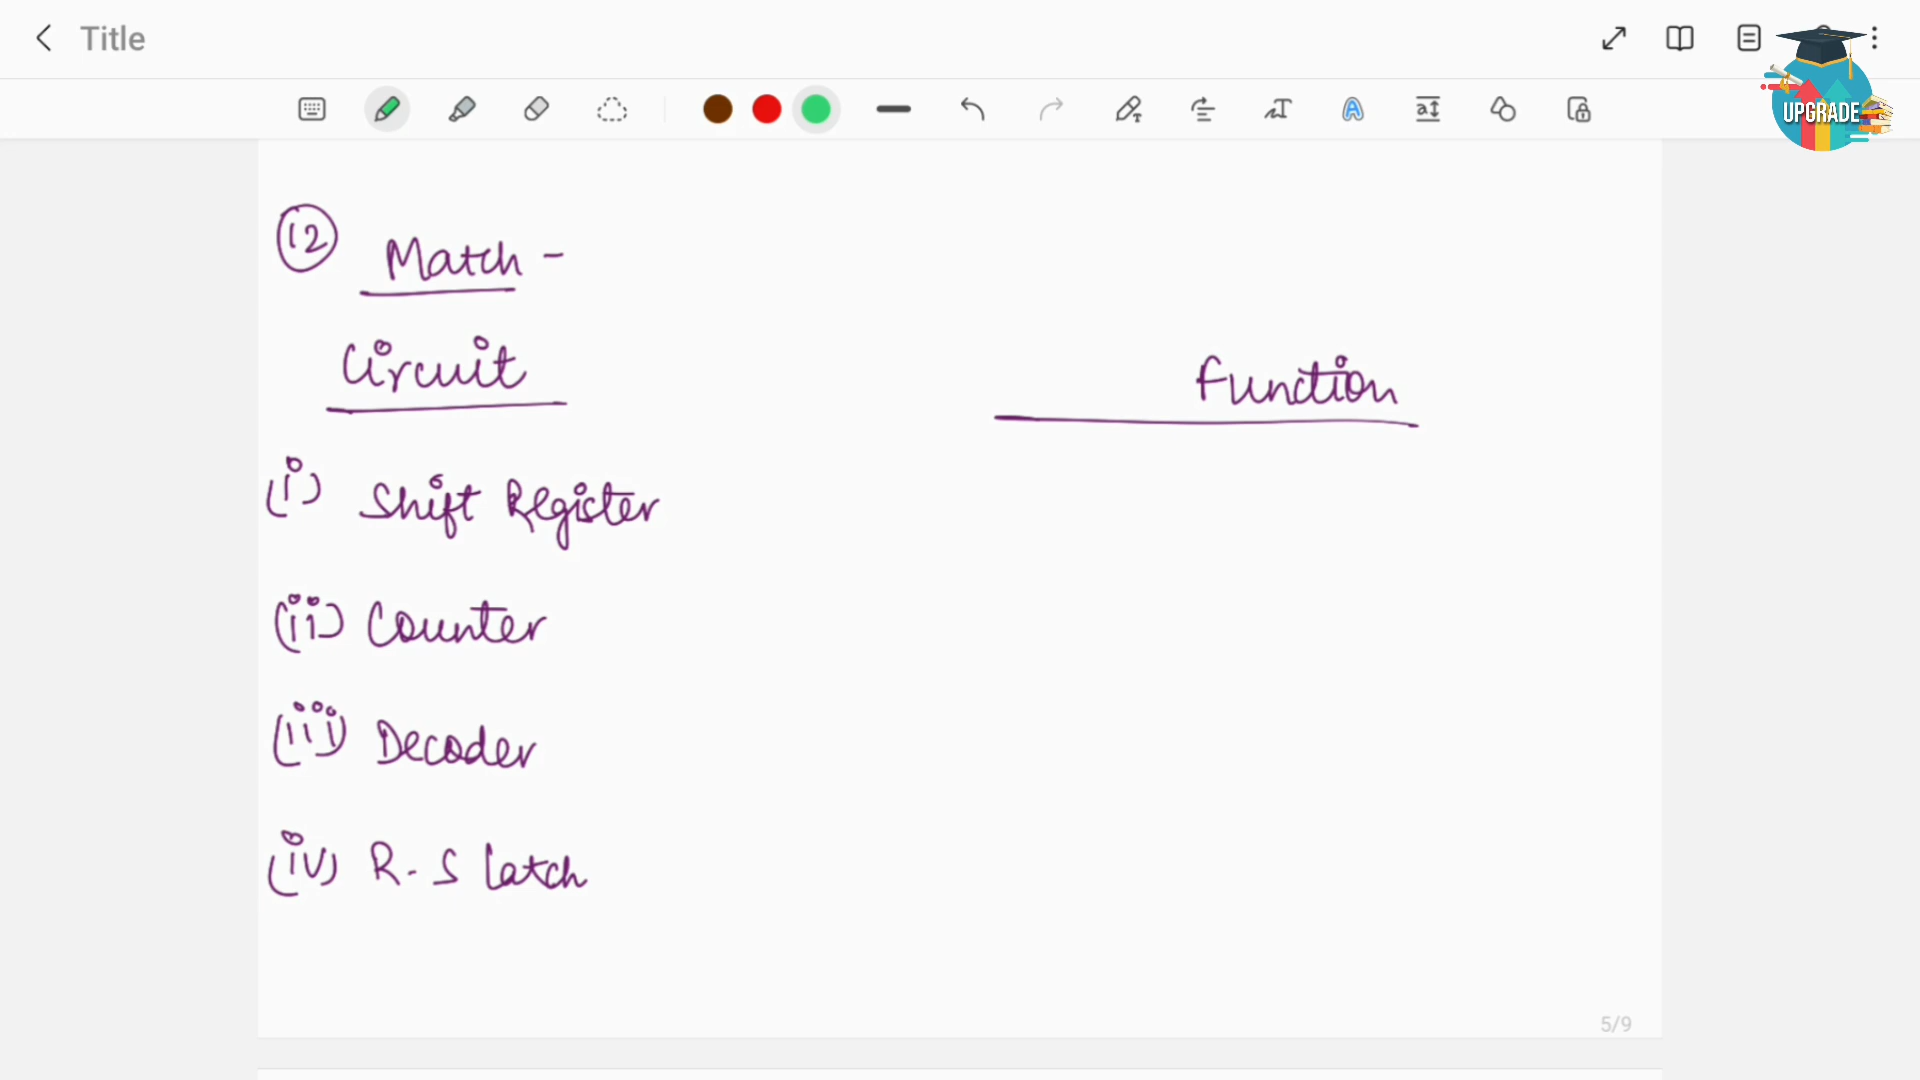 Title
UPGRADE
12 Match -
Circuit
Function
(i) Shift Register
(ii) Counter
(iii) Decoder
(iv) R-S latch
5/9